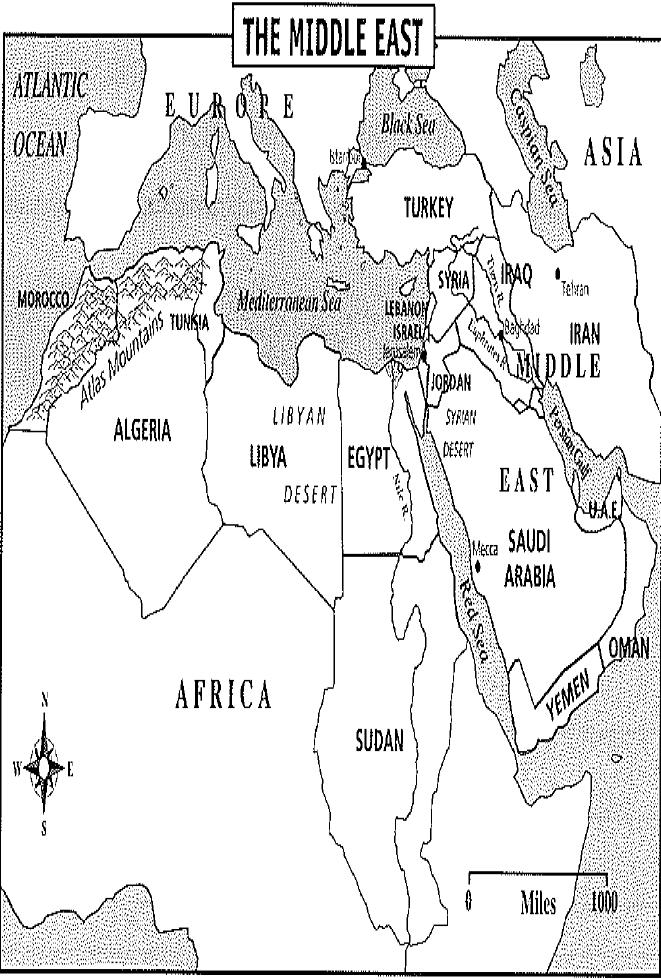 THE MIDDLE EAST
ATLANTIC
OCEAN
EUROPE
Black Sea
Caspian Sea
ASIA
Istanbul
TURKEY
MOROCCO
Atlas Mountains
TUNISIA
Mediterranean Sea
LEBANON
ISRAEL
Jerusalem
SYRIA
Tigris R.
IRAQ
Tehran
Baghdad
Euphrates R.
IRAN
MIDDLE
EAST
JORDAN
SYRIAN
DESERT
Persian Gulf
U.A.E.
ALGERIA
LIBYAN
DESERT
LIBYA
EGYPT
Nile R.
Mecca
SAUDI
ARABIA
Red Sea
OMAN
YEMEN
AFRICA
SUDAN
N
W
E
S
0
Miles
1000